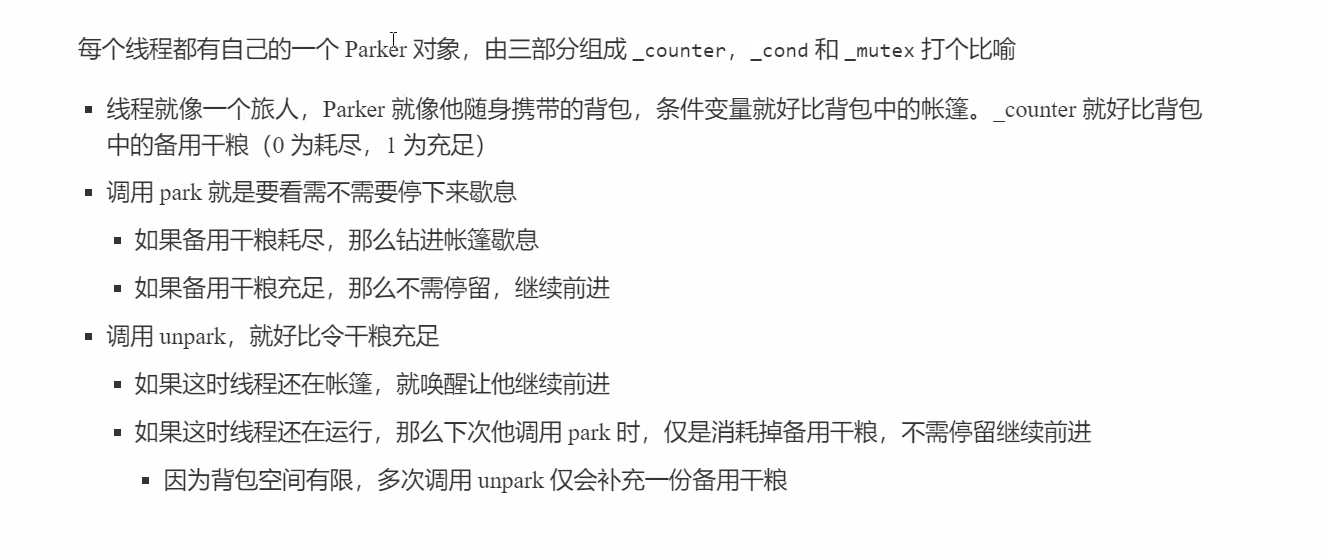 每个线程都有自己的一个 Parker 对象，由三部分组成 _counter，_cond 和 _mutex 打个比喻
线程就像一个旅人，Parker 就像他随身携带的背包，条件变量就好比背包中的帐篷。_counter 就好比背包
中的备用干粮（0 为耗尽，1 为充足）
调用 park 就是要看需不需要停下来歇息
如果备用干粮耗尽，那么钻进帐篷歇息
如果备用干粮充足，那么不需停留，继续前进
调用 unpark，就好比令干粮充足
如果这时线程还在帐篷，就唤醒让他继续前进
如果这时线程还在运行，那么下次他调用 park 时，仅是消耗掉备用干粮，不需停留继续前进
因为背包空间有限，多次调用 unpark 仅会补充一份备用干粮